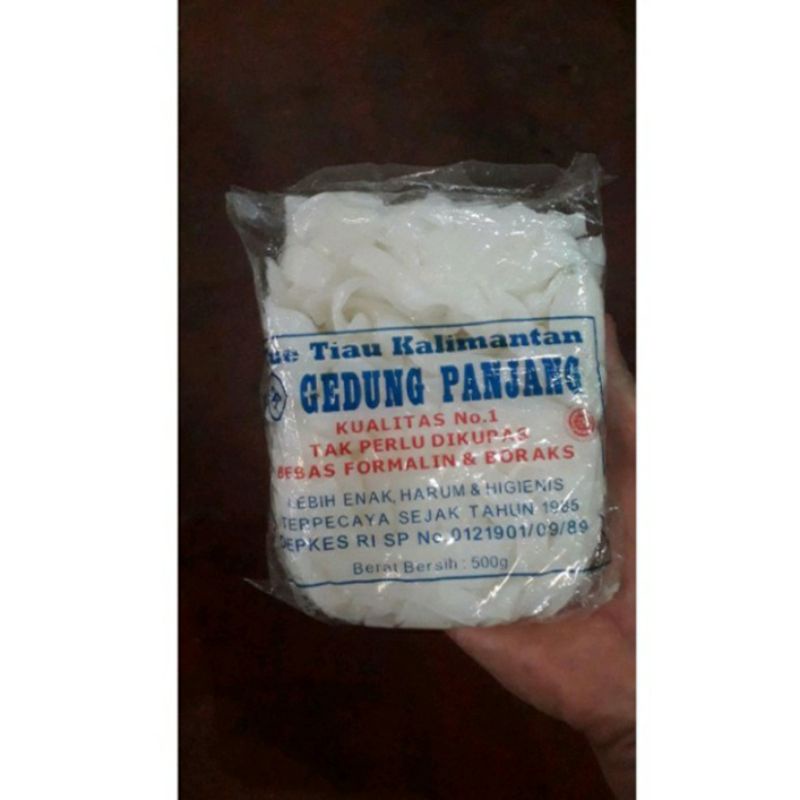 ue Tiau Kalimantan
GEDUNG PANJANG
KUALITAS No.1
TAK PERLU DIKUPAS
BEBAS FORMALIN & BORAKS
LEBIH ENAK, HARUM & HIGIENIS
TERPECAYA SEJAK TAHUN 1985
DEPKES RI SP No. 0121901/09/89
Berat Bersih : 500g